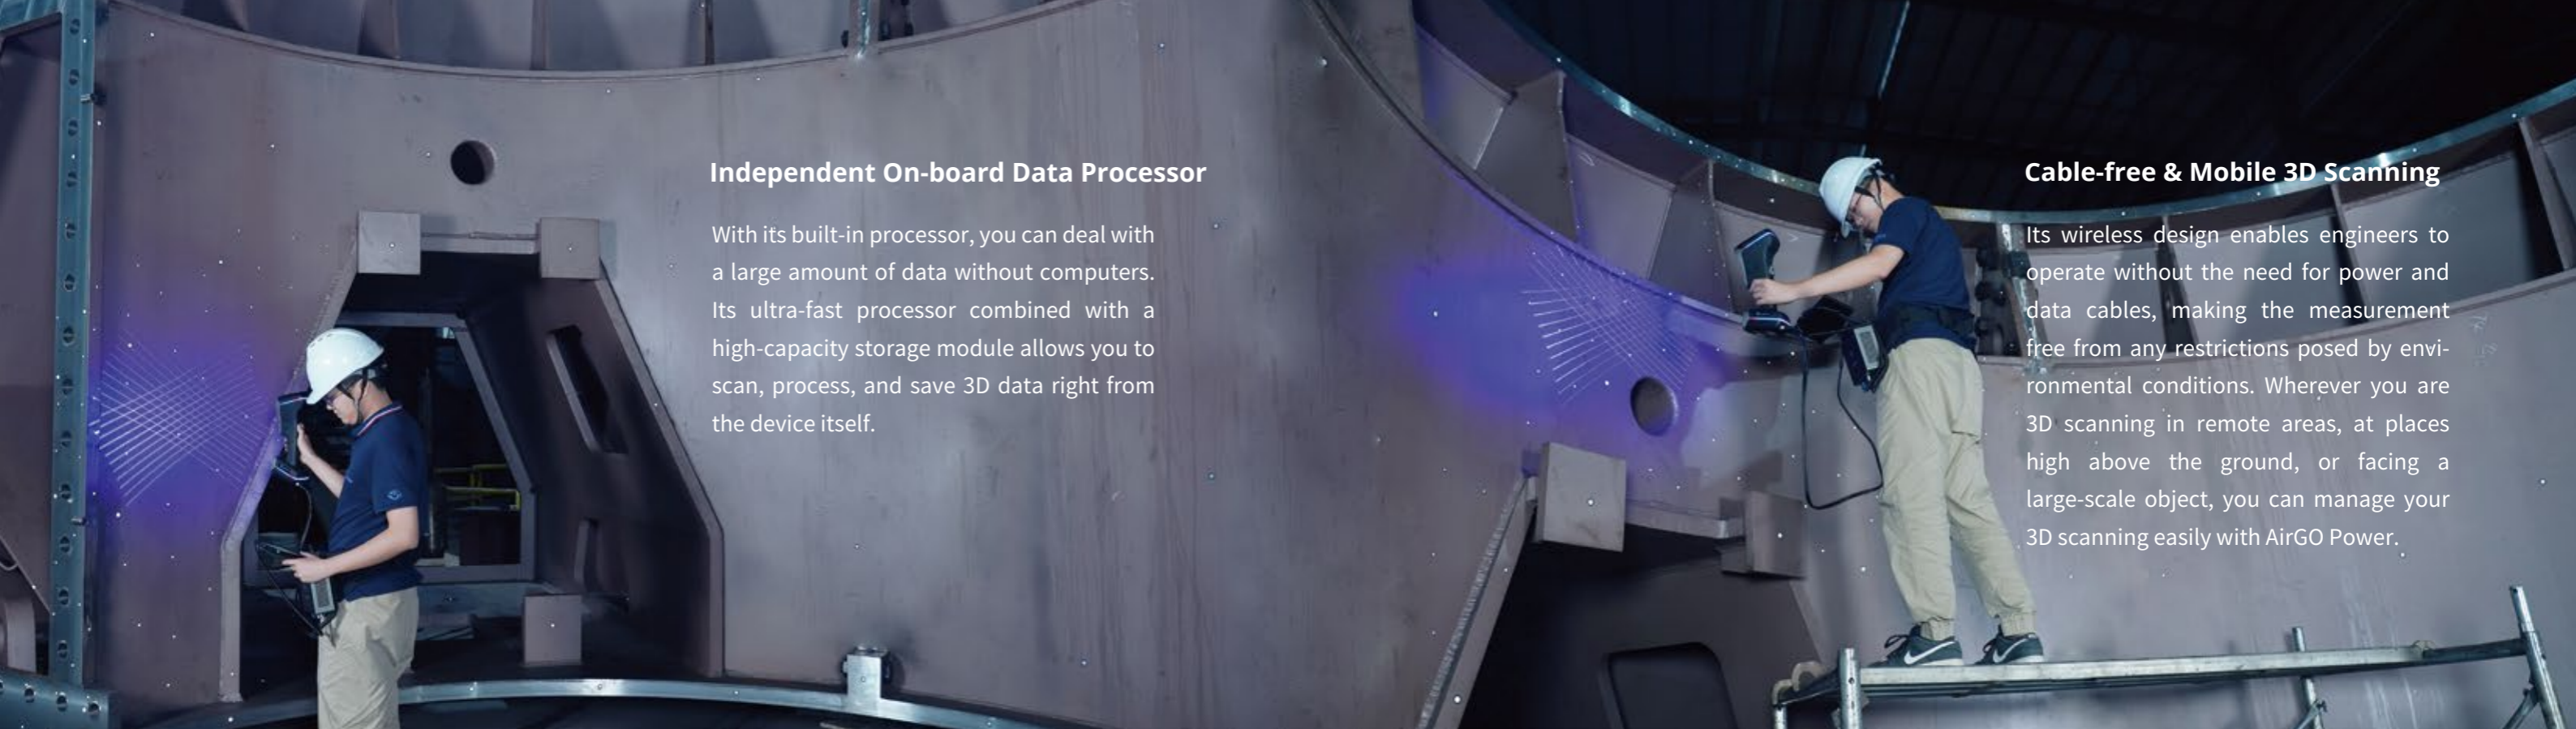 Independent On-board Data Processor
With its built-in processor, you can deal with
a large amount of data without computers.
Its ultra-fast processor combined with a
high-capacity storage module allows you to
scan, process, and save 3D data right from
the device itself.
Cable-free & Mobile 3D Scanning
Its wireless design enables engineers to
operate without the need for power and
data cables, making the measurement
free from any restrictions posed by envi-
ronmental conditions. Wherever you are
3D scanning in remote areas, at places
high above the ground, or facing a
large-scale object, you can manage your
3D scanning easily with AirGO Power.